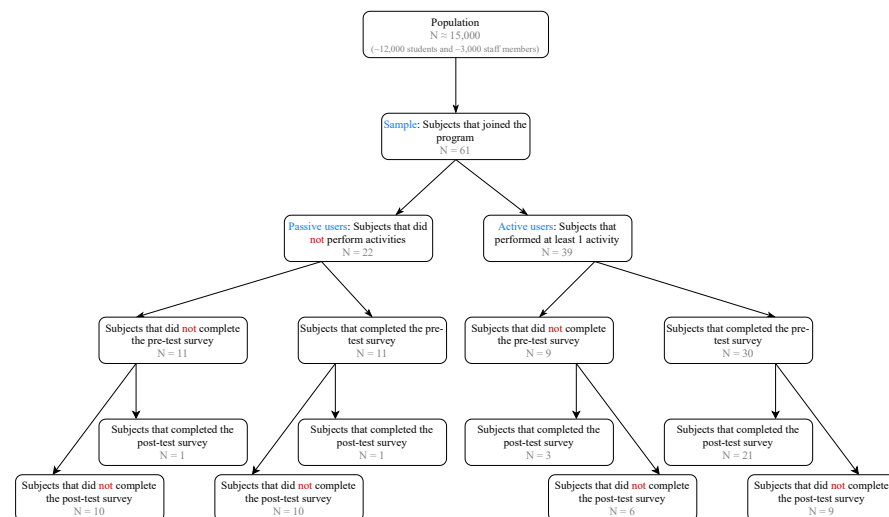 Population
N ≈ 15,000
(~12,000 students and ~3,000 staff members)
Sample: Subjects that joined the
program
N = 61
Passive users: Subjects that did
not perform activities
N = 22
Active users: Subjects that
performed at least 1 activity
N = 39
Subjects that did not complete
the pre-test survey
N = 11
Subjects that completed the pre-
test survey
N = 11
Subjects that did not complete
the pre-test survey
N = 9
Subjects that completed the pre-
test survey
N = 30
Subjects that completed the
post-test survey
N = 1
Subjects that completed the
post-test survey
N = 1
Subjects that completed the
post-test survey
N = 3
Subjects that completed the
post-test survey
N = 21
Subjects that did not complete
the post-test survey
N = 10
Subjects that did not complete
the post-test survey
N = 10
Subjects that did not complete
the post-test survey
N = 6
Subjects that did not complete
the post-test survey
N = 9